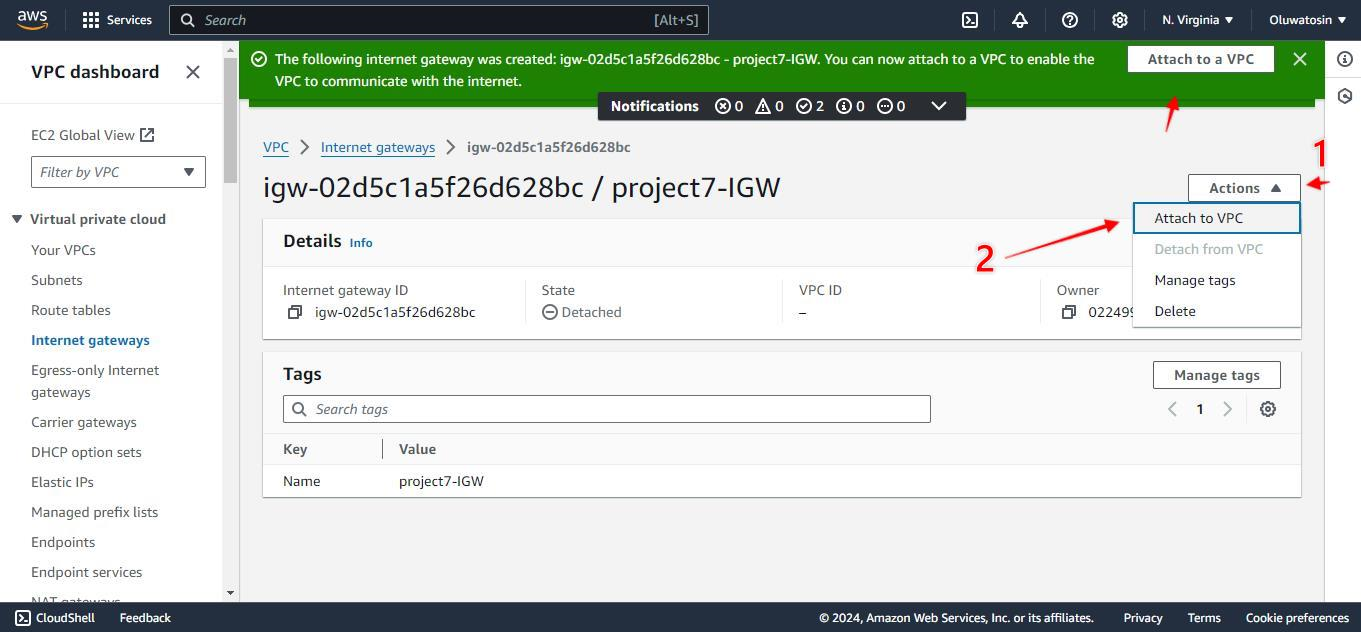 aws
Services
Search
[Alt+S]
N. Virginia
Oluwatosin
VPC dashboard
EC2 Global View
Filter by VPC
Virtual private cloud
Your VPCs
Subnets
Route tables
Internet gateways
Egress-only Internet
gateways
Carrier gateways
DHCP option sets
Elastic IPs
Managed prefix lists
Endpoints
Endpoint services
NAT gateways
The following internet gateway was created: igw-02d5c1a5f26d628bc - project7-IGW. You can now attach to a VPC to enable the
VPC to communicate with the internet.
Attach to a VPC
Notifications 0 0 2 0 0
VPC > Internet gateways > igw-02d5c1a5f26d628bc
igw-02d5c1a5f26d628bc / project7-IGW
1
Actions
Attach to VPC
Detach from VPC
Manage tags
Delete
2
Details Info
Internet gateway ID
igw-02d5c1a5f26d628bc
State
Detached
VPC ID
–
Owner
022499
Tags
Manage tags
Search tags
1
Key Value
Name project7-IGW
CloudShell Feedback
© 2024, Amazon Web Services, Inc. or its affiliates. Privacy Terms Cookie preferences